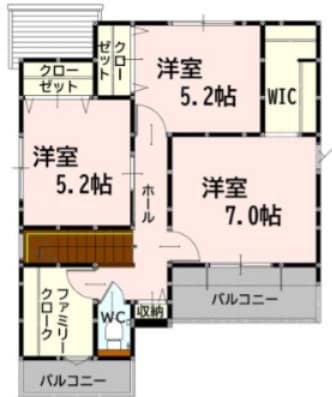 クロー
ゼット
クロー
ゼット
洋室
5.2帖
WIC
洋室
5.2帖
ホール
洋室
7.0帖
ファミリー
クローク
WC
収納
バルコニー
バルコニー